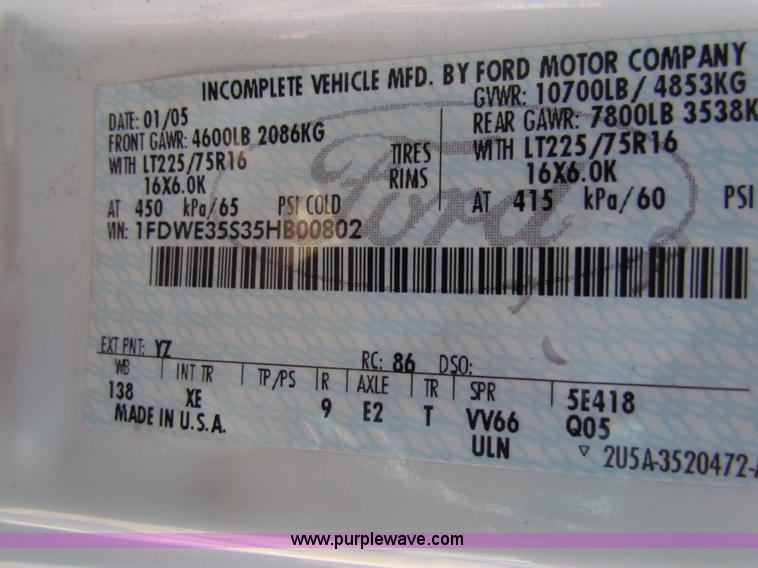 INCOMPLETE VEHICLE MFD. BY FORD MOTOR COMPANY
DATE: 01/05 GVWR: 10700LB / 4853KG
FRONT GAWR: 4600LB 2086KG REAR GAWR: 7800LB 3538K
WITH LT225/75R16 TIRES WITH LT225/75R16
16X6.0K RIMS 16X6.0K
AT 450 kPa/65 PSI COLD AT 415 kPa/60 PSI
VIN: 1FDWE35S35HB00802
Ford
EXT PNT: YZ RC: 86 DSO:
WB INT TR TP/PS R AXLE TR SPR 5E418
138 XE 9 E2 T VV66 Q05
MADE IN U.S.A. ULN 2U5A-3520472-A
www.purplewave.com